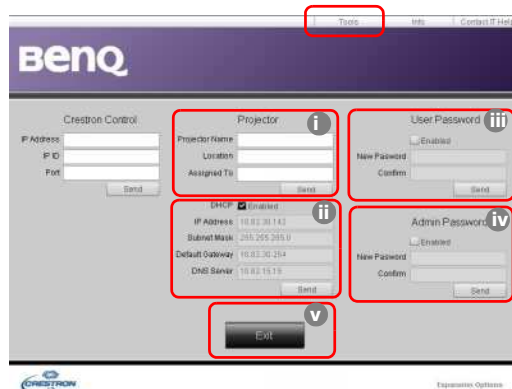 Tools Info Contact IT Help
BenQ
Crestron Control
IP Address
IP ID
Port
Send
Projector
i
Projector Name
Location
Assigned To
Send
DHCP Enabled
ii
IP Address 10.82.30.142
Subnet Mask 255.255.255.0
Default Gateway 10.82.30.254
DNS Server 10.82.15.15
Send
User Password
iii
Enabled
New Password
Confirm
Send
Admin Password
iv
Enabled
New Password
Confirm
Send
v
Exit
CRESTRON
Expansion Options